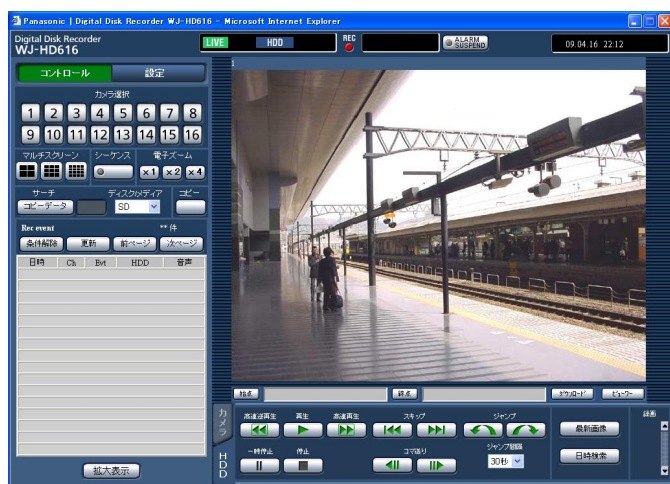 Panasonic | Digital Disk Recorder WJ-HD616 - Microsoft Internet Explorer
Digital Disk Recorder
WJ-HD616
LIVE HDD REC ALARM SUSPEND 09.04.16 22:12
コントロール 設定
カメラ選択
1 2 3 4 5 6 7 8
9 10 11 12 13 14 15 16
マルチスクリーン シーケンス 電子ズーム
×1 ×2 ×4
サーチ ディスク/メディア コピー
コピーデータ SD
Rec event ** 件
条件解除 更新 前ページ 次ページ
日時 Ch Evt HDD 音声
拡大表示
始点 終点 ダウンロード ビューワー
カメラ
HDD
高速逆再生 再生 高速再生 スキップ ジャンプ 録画
最新画像
一時停止 停止 コマ送り ジャンプ間隔
30秒 日時検索